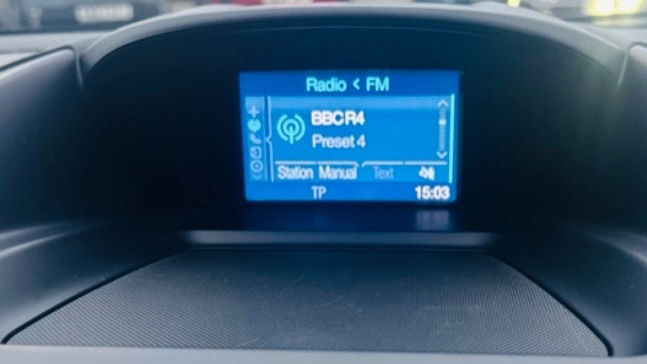 Radio < FM
BBC R4
Preset 4
Station Manual Text
TP 15:03